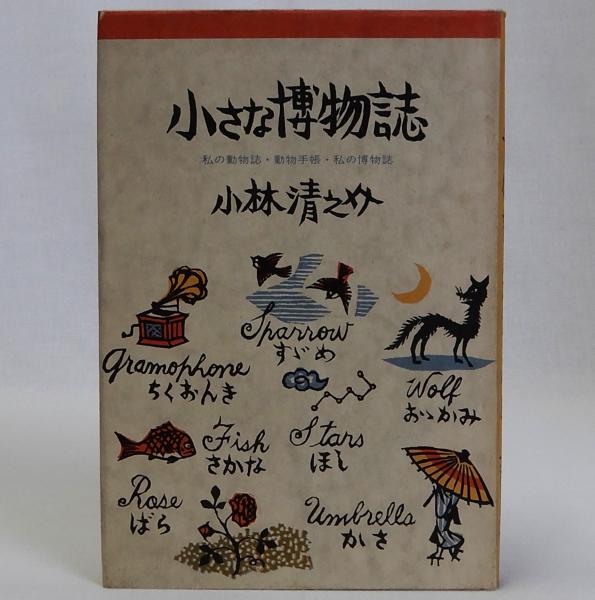 小さな博物誌
私の動物誌・動物手帳・私の博物誌
小林清之介
Sparrow
すゞめ
gramophone
ちくおんき
Wolf
おゝかみ
Fish
さかな
Stars
ほし
Rose
ばら
Umbrella
かさ